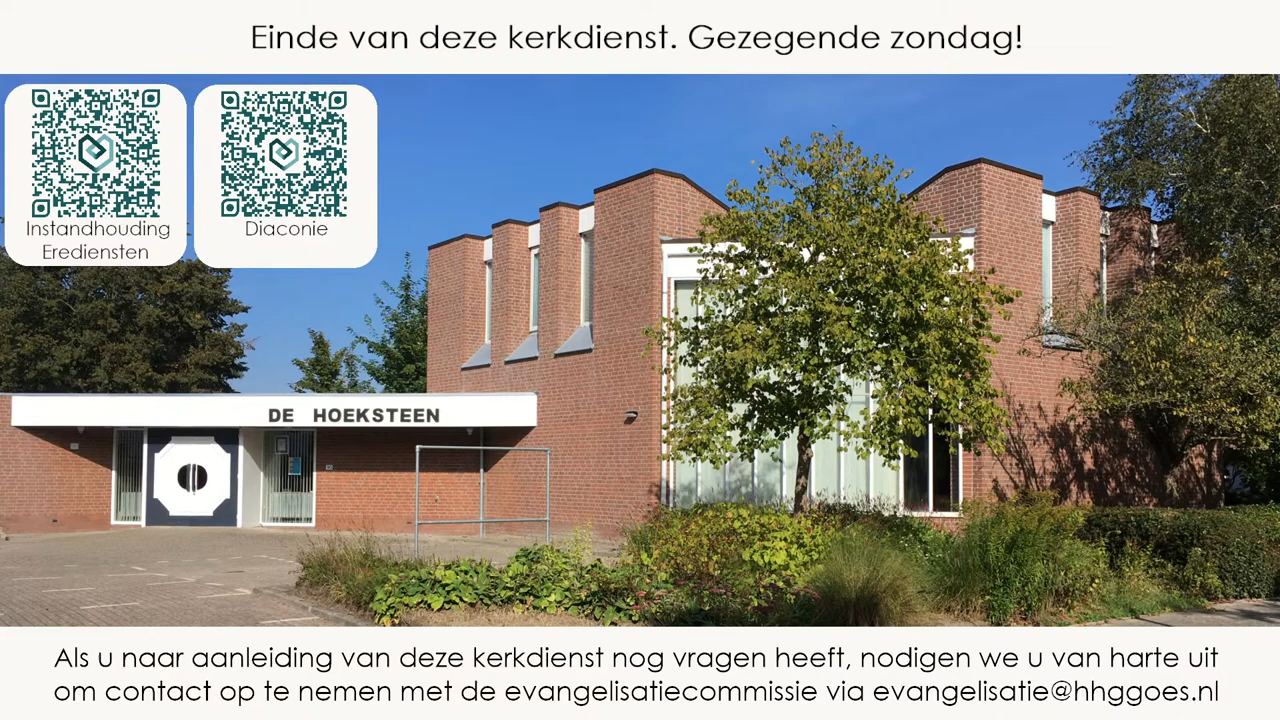 Einde van deze kerkdienst. Gezegende zondag!
Instandhouding
Erediensten
Diaconie
DE HOEKSTEEN
Als u naar aanleiding van deze kerkdienst nog vragen heeft, nodigen we u van harte uit
om contact op te nemen met de evangelisatiecommissie via evangelisatie@hhggoes.nl